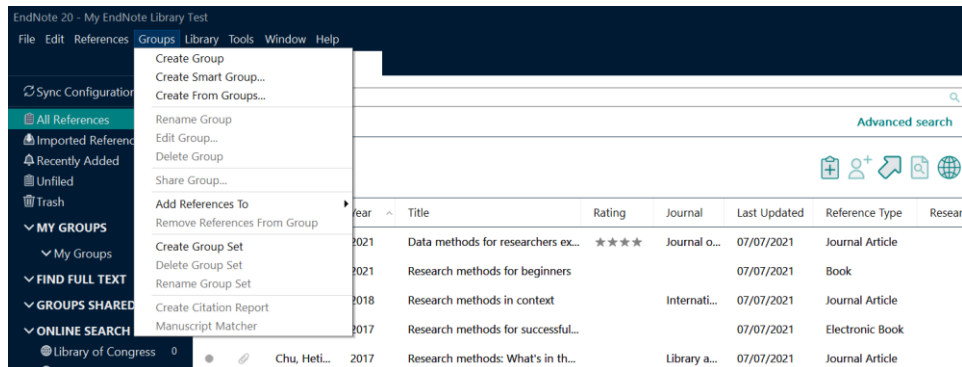 EndNote 20 - My EndNote Library Test
File Edit References Groups Library Tools Window Help
Create Group
Create Smart Group...
Create From Groups...
Rename Group
Edit Group...
Delete Group
Share Group...
Add References To
Remove References From Group
Create Group Set
Delete Group Set
Rename Group Set
Create Citation Report
Manuscript Matcher
Sync Configuration
All References
Imported Referenc
Recently Added
Unfiled
Trash
MY GROUPS
My Groups
FIND FULL TEXT
GROUPS SHARED
ONLINE SEARCH
Library of Congress 0
Advanced search
Year Title Rating Journal Last Updated Reference Type Resear
2021 Data methods for researchers ex... ★★★★ Journal o... 07/07/2021 Journal Article
2021 Research methods for beginners 07/07/2021 Book
2018 Research methods in context Internati... 07/07/2021 Journal Article
2017 Research methods for successful... 07/07/2021 Electronic Book
Chu, Heti... 2017 Research methods: What's in th... Library a... 07/07/2021 Journal Article